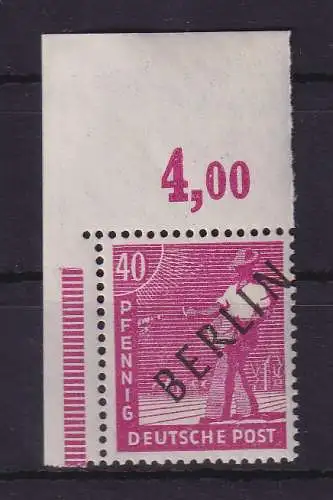 4,00
40
PFENNIG
BERLIN
DEUTSCHE POST